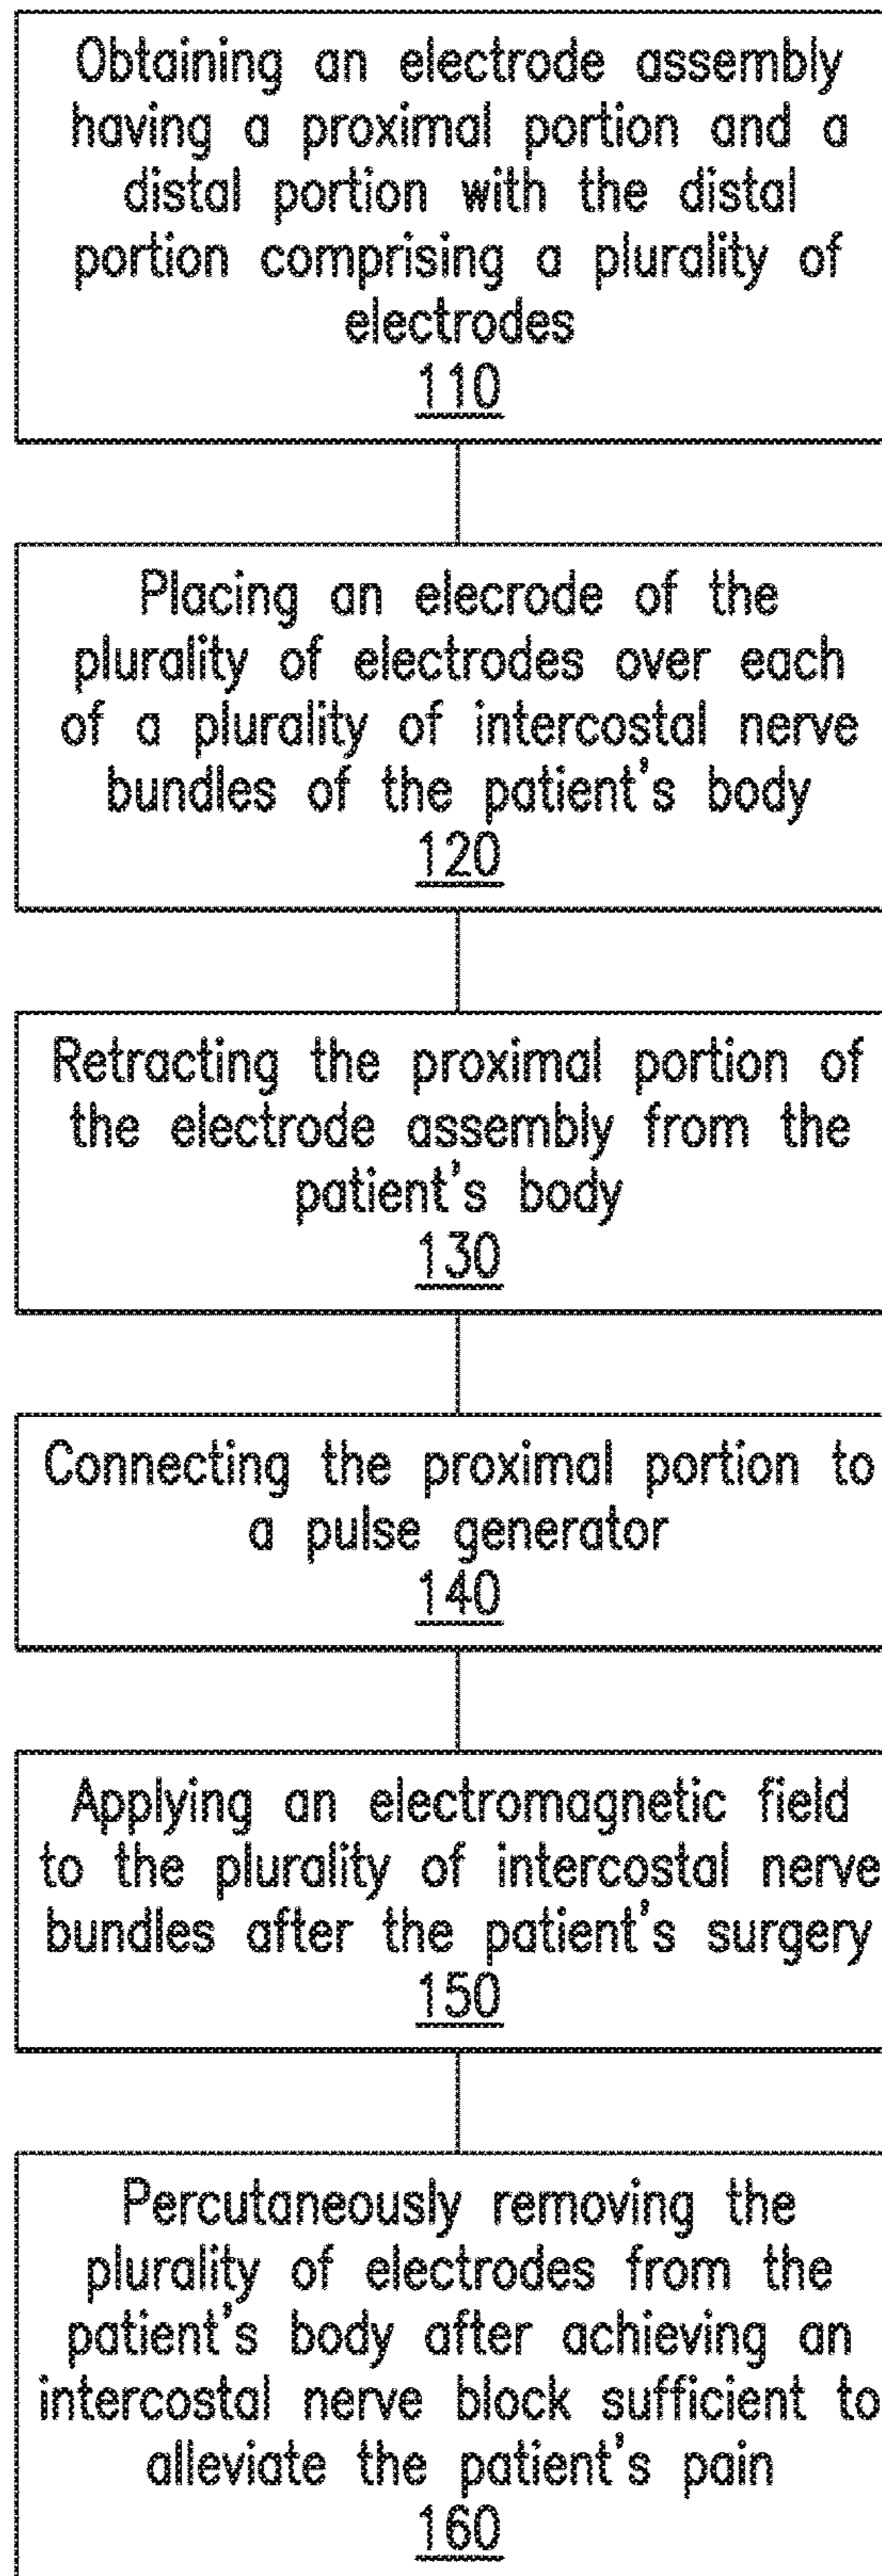 Obtaining an electrode assembly
having a proximal portion and a
distal portion with the distal
portion comprising a plurality of
electrodes
110
Placing an elecrode of the
plurality of electrodes over each
of a plurality of intercostal nerve
bundles of the patient's body
120
Retracting the proximal portion of
the electrode assembly from the
patient's body
130
Connecting the proximal portion to
a pulse generator
140
Applying an electromagnetic field
to the plurality of intercostal nerve
bundles after the patient's surgery
150
Percutaneously removing the
plurality of electrodes from the
patient's body after achieving an
intercostal nerve block sufficient to
alleviate the patient's pain
160